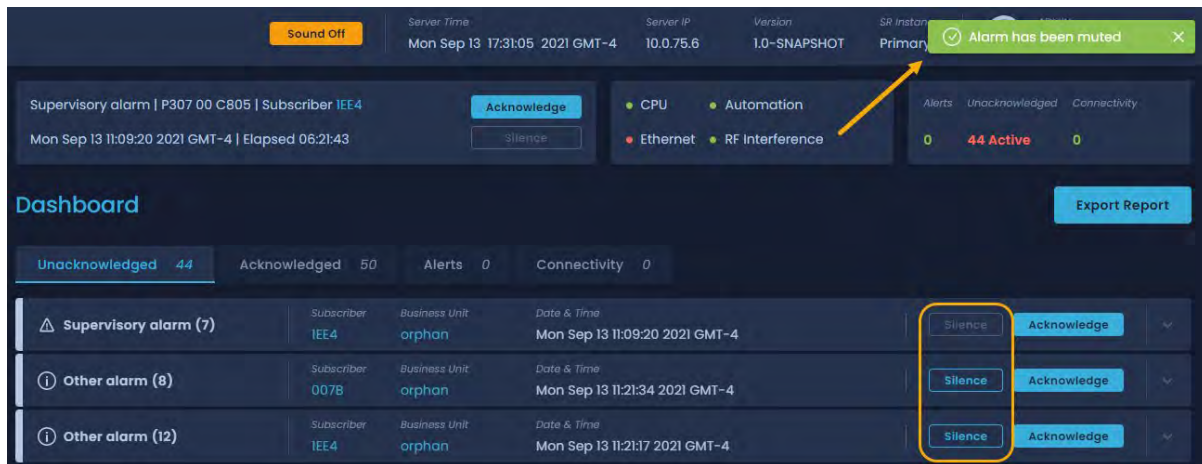 Sound Off
Server Time
Mon Sep 13 17:31:05 2021 GMT-4
Server IP
10.0.75.6
Version
1.0-SNAPSHOT
SR Instan
Primary
Alarm has been muted
Supervisory alarm | P307 00 C805 | Subscriber 1EE4
Acknowledge
Mon Sep 13 11:09:20 2021 GMT-4 | Elapsed 06:21:43
Silence
CPU
Automation
Ethernet
RF Interference
Alerts Unacknowledged Connectivity
0 44 Active 0
Dashboard
Export Report
Unacknowledged 44 Acknowledged 50 Alerts 0 Connectivity 0
Subscriber Business Unit Date & Time
Supervisory alarm (7) 1EE4 orphan Mon Sep 13 11:09:20 2021 GMT-4 Silence Acknowledge
Subscriber Business Unit Date & Time
Other alarm (8) 007B orphan Mon Sep 13 11:21:34 2021 GMT-4 Silence Acknowledge
Subscriber Business Unit Date & Time
Other alarm (12) 1EE4 orphan Mon Sep 13 11:21:17 2021 GMT-4 Silence Acknowledge